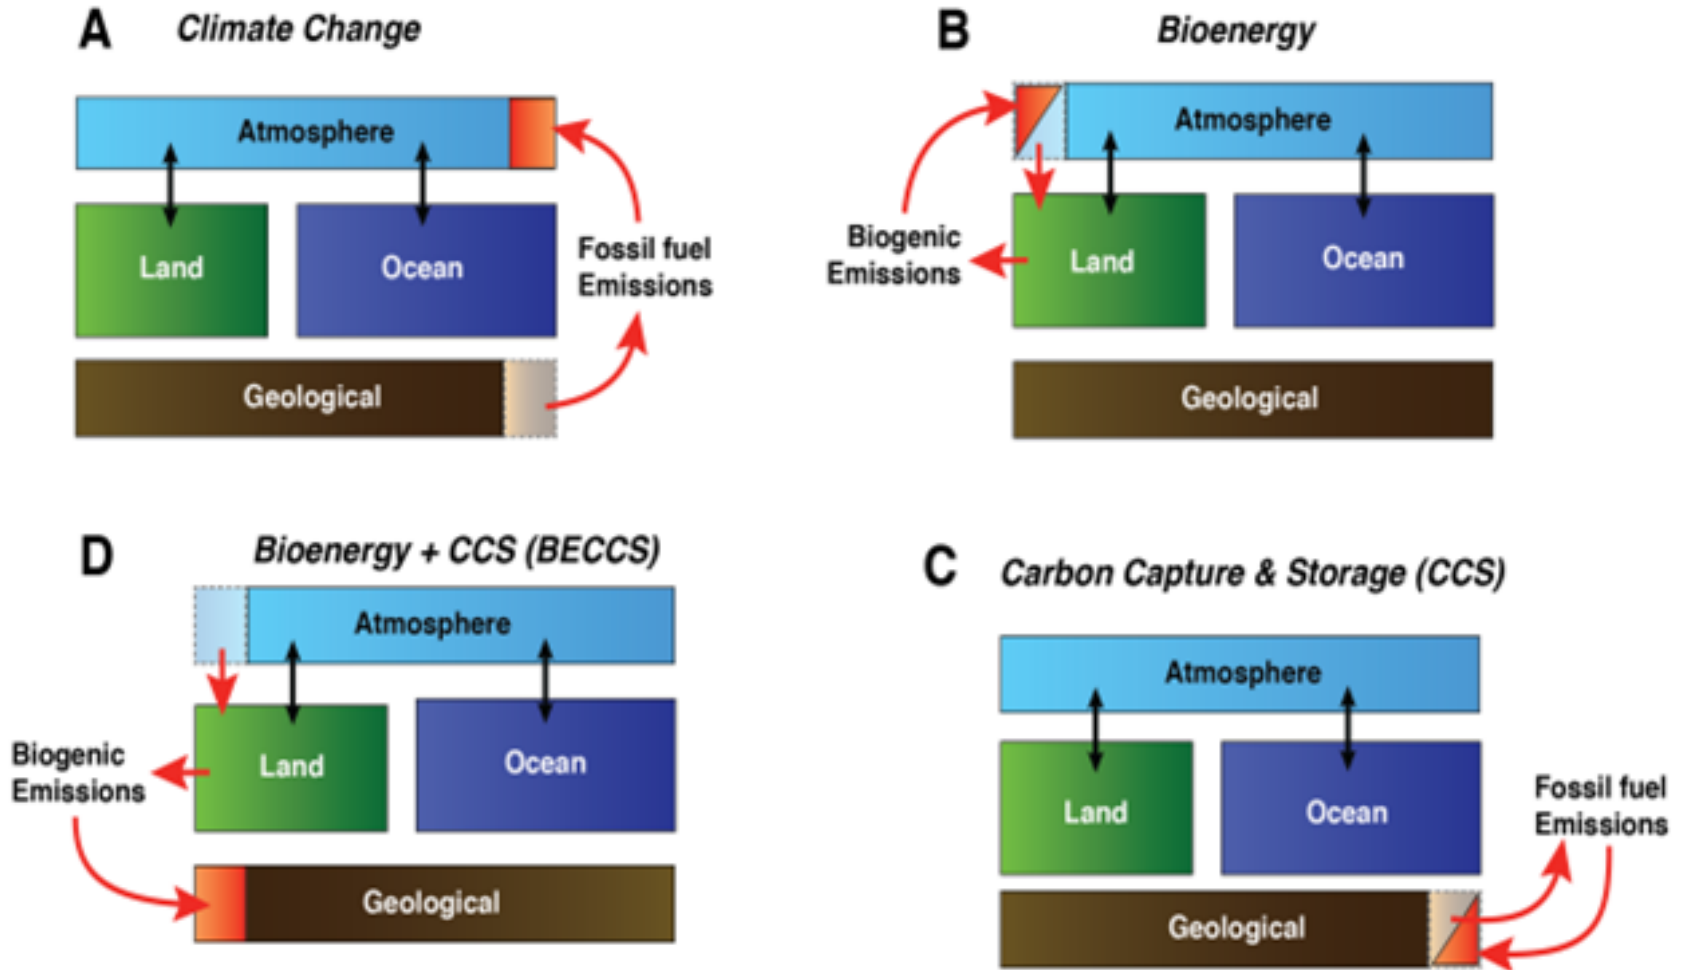 A
Climate Change
Atmosphere
Land
Ocean
Fossil fuel
Emissions
Geological
B
Bioenergy
Atmosphere
Biogenic
Emissions
Land
Ocean
Geological
D
Bioenergy + CCS (BECCS)
Atmosphere
Biogenic
Emissions
Land
Ocean
Geological
C
Carbon Capture & Storage (CCS)
Atmosphere
Land
Ocean
Fossil fuel
Emissions
Geological